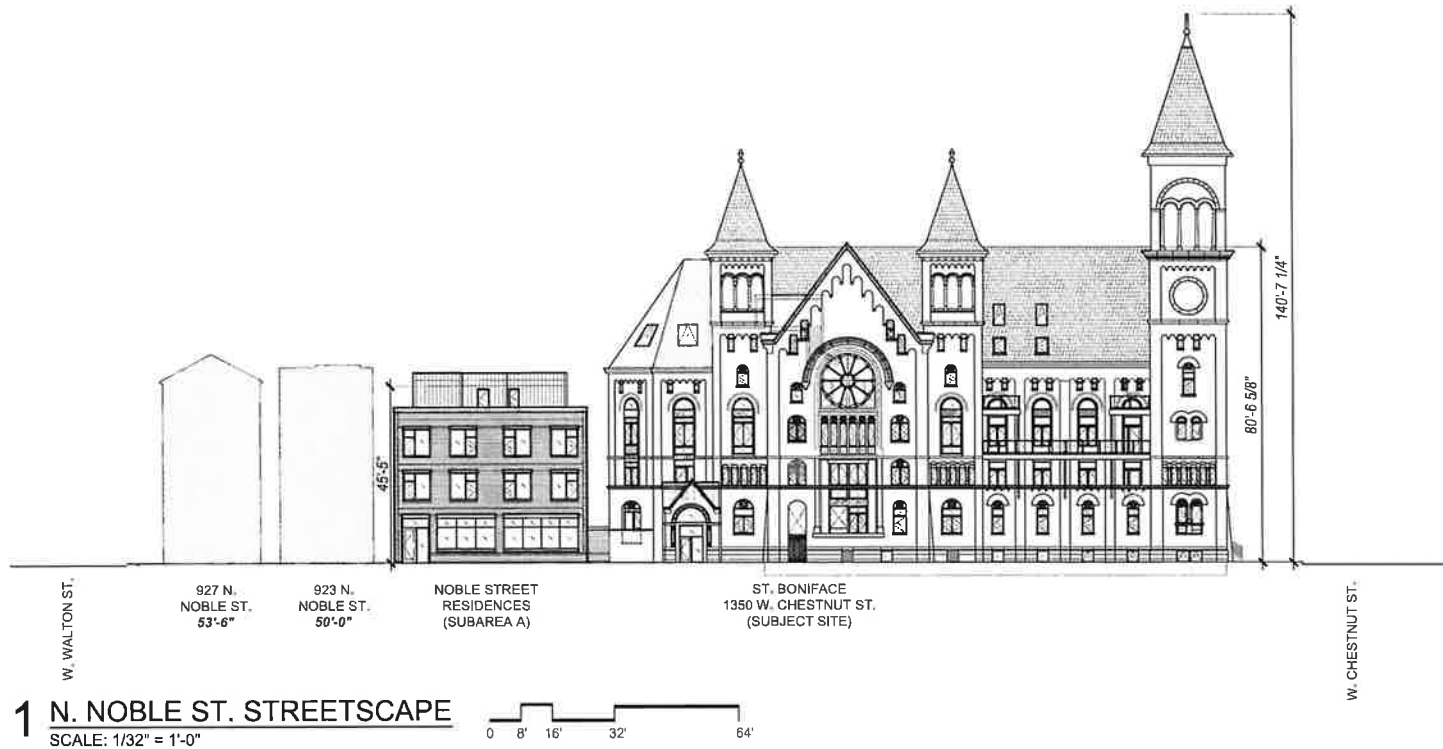 140'-7 1/4"
80'-6 5/8"
45'-5"
W. WALTON ST.
927 N.
NOBLE ST.
53'-6"
923 N.
NOBLE ST.
50'-0"
NOBLE STREET
RESIDENCES
(SUBAREA A)
ST. BONIFACE
1350 W. CHESTNUT ST.
(SUBJECT SITE)
W. CHESTNUT ST.
1 N. NOBLE ST. STREETSCAPE
SCALE: 1/32" = 1'-0"
0 8' 16' 32' 64'